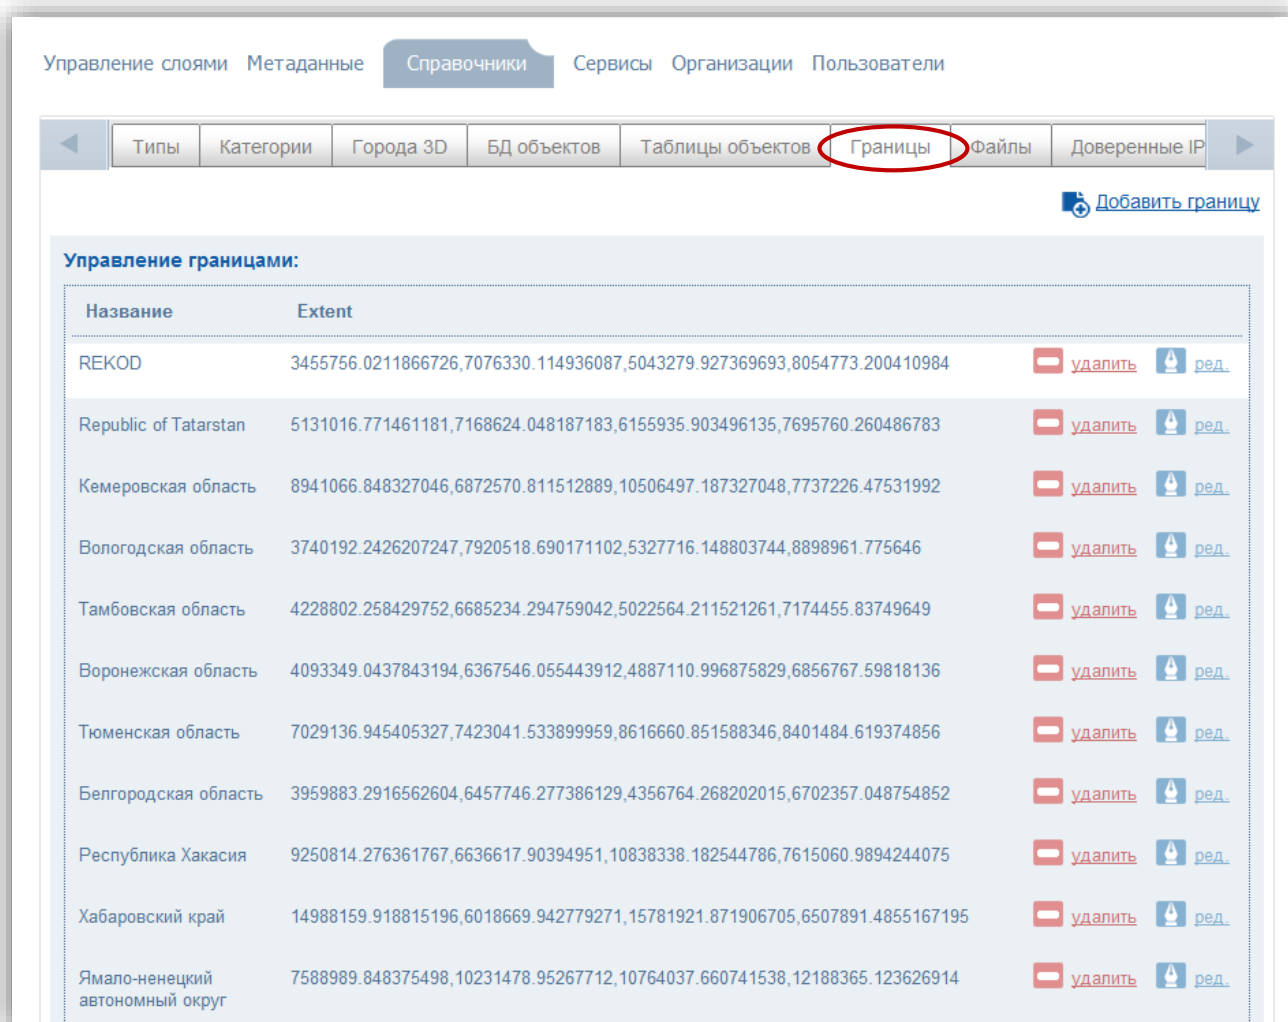 Управление слоями Метаданные Справочники Сервисы Организации Пользователи
Типы Категории Города 3D БД объектов Таблицы объектов Границы Файлы Доверенные IP
Добавить границу
Управление границами:
Название Extent
REKOD 3455756.0211866726,7076330.114936087,5043279.927369693,8054773.200410984 удалить ред.
Republic of Tatarstan 5131016.771461181,7168624.048187183,6155935.903496135,7695760.260486783 удалить ред.
Кемеровская область 8941066.848327046,6872570.811512889,10506497.187327048,7737226.47531992 удалить ред.
Вологодская область 3740192.2426207247,7920518.690171102,5327716.148803744,8898961.775646 удалить ред.
Тамбовская область 4228802.258429752,6685234.294759042,5022564.211521261,7174455.83749649 удалить ред.
Воронежская область 4093349.0437843194,6367546.055443912,4887110.996875829,6856767.59818136 удалить ред.
Тюменская область 7029136.945405327,7423041.533899959,8616660.851588346,8401484.619374856 удалить ред.
Белгородская область 3959883.2916562604,6457746.277386129,4356764.268202015,6702357.048754852 удалить ред.
Республика Хакасия 9250814.276361767,6636617.90394951,10838338.182544786,7615060.9894244075 удалить ред.
Хабаровский край 14988159.918815196,6018669.942779271,15781921.871906705,6507891.4855167195 удалить ред.
Ямало-ненецкий 7588989.848375498,10231478.95267712,10764037.660741538,12188365.123626914 удалить ред.
автономный округ